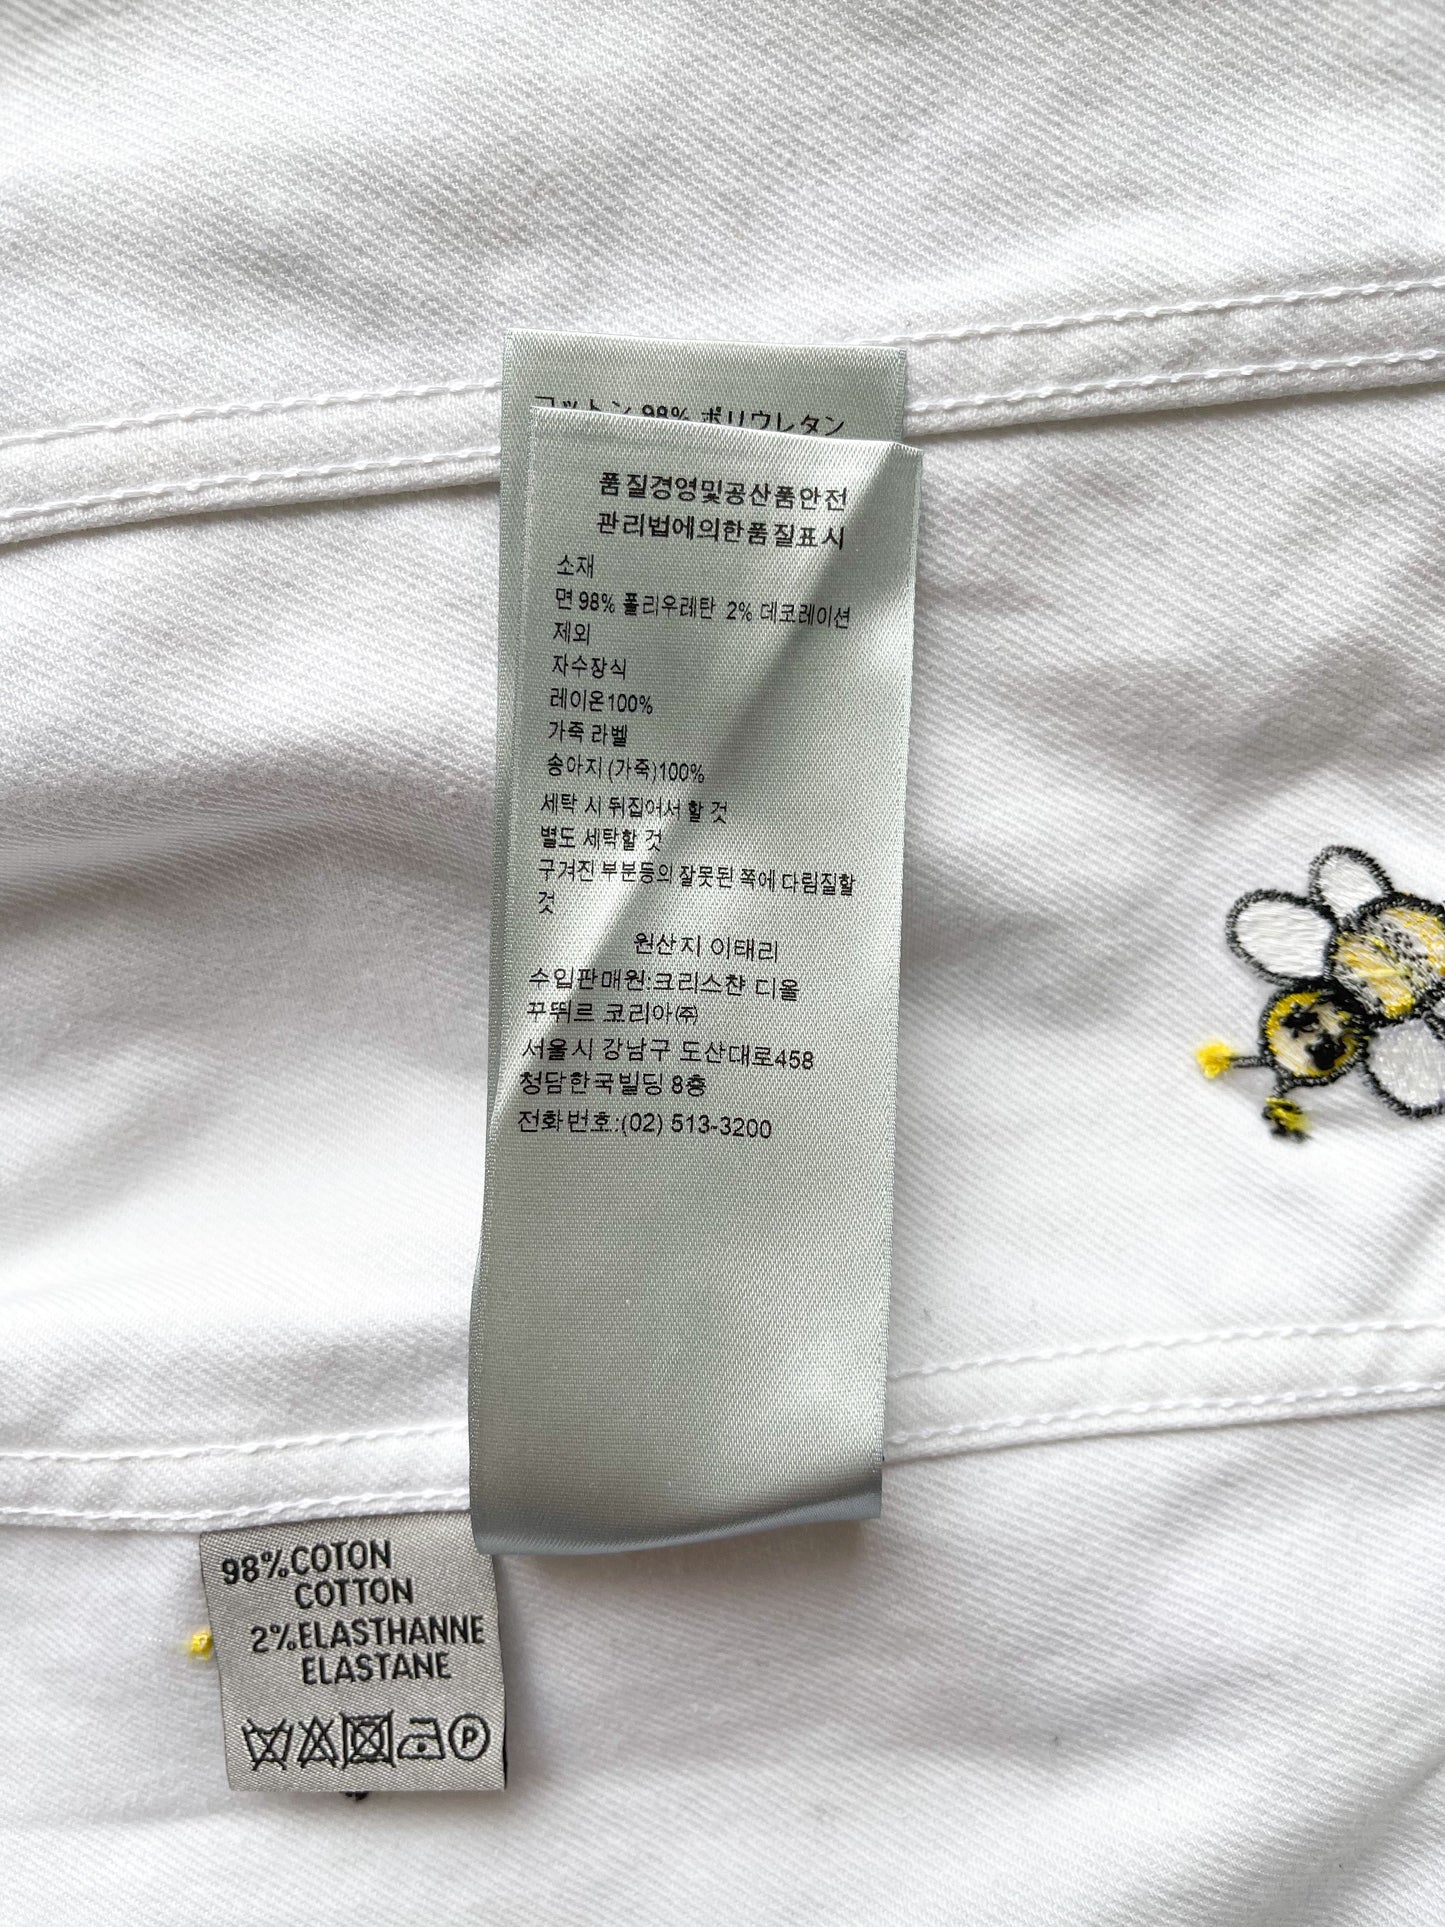 コットン 98% ポリウレタン
품질경영및공산품안전
관리법에의한품질표시
소재
면 98% 폴리우레탄 2% 데코레이션
제외
자수장식
레이온100%
가죽 라벨
송아지 (가죽)100%
세탁 시 뒤집어서 할 것
별도 세탁할 것
구겨진 부분등의 잘못된 쪽에 다림질할
것
원산지 이태리
수입판매원:크리스챤 디올
꾸뛰르 코리아㈜
서울시 강남구 도산대로458
청담한국빌딩 8층
전화번호:(02) 513-3200
98%COTON
COTTON
2%ELASTHANNE
ELASTANE
P